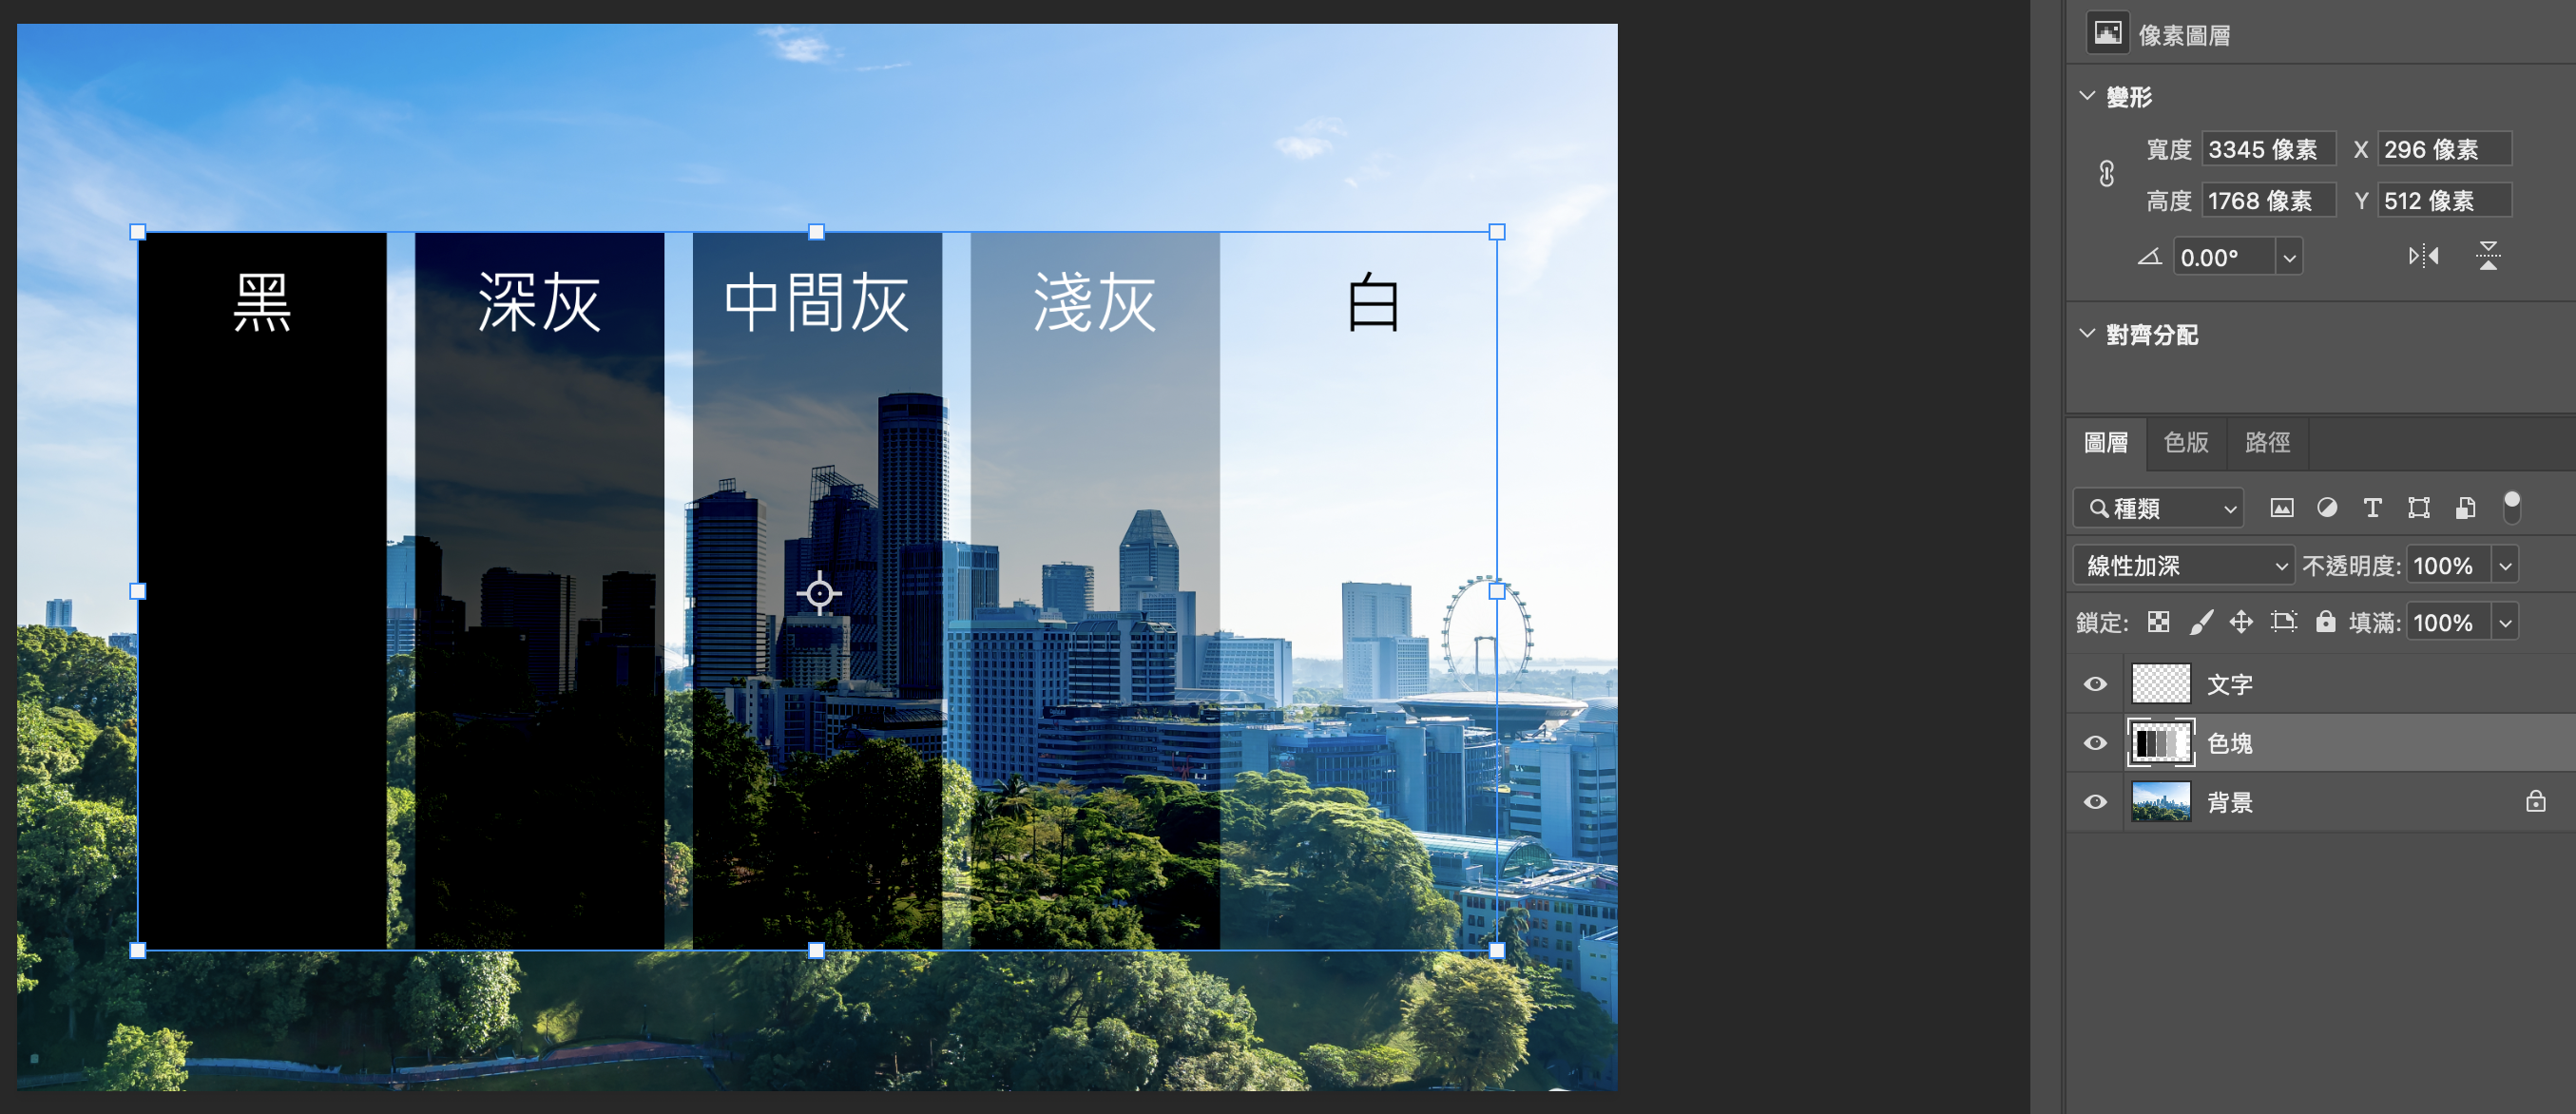 黑
深灰
中間灰
淺灰
白
像素圖層
變形
寬度 3345 像素 X 296 像素
高度 1768 像素 Y 512 像素
0.00°
對齊分配
圖層 色版 路徑
種類
線性加深 不透明度: 100%
鎖定: 填滿: 100%
文字
色塊
背景